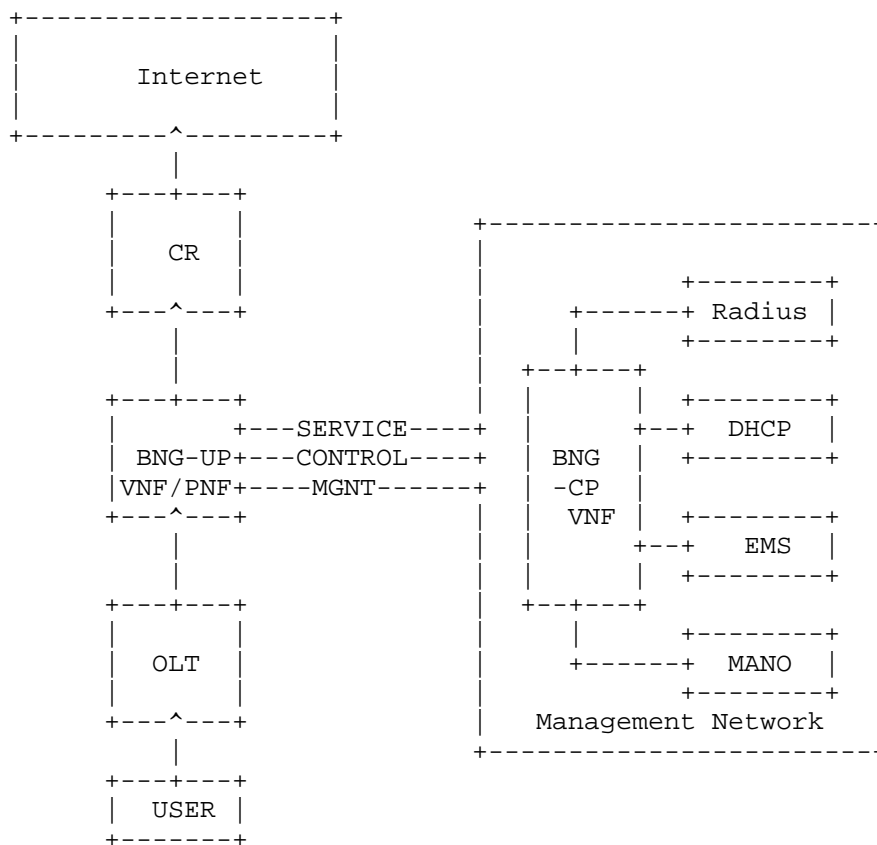 Internet
CR
Radius
SERVICE
DHCP
BNG-UP CONTROL BNG
VNF/PNF MGNT -CP
VNF
EMS
OLT MANO
Management Network
USER